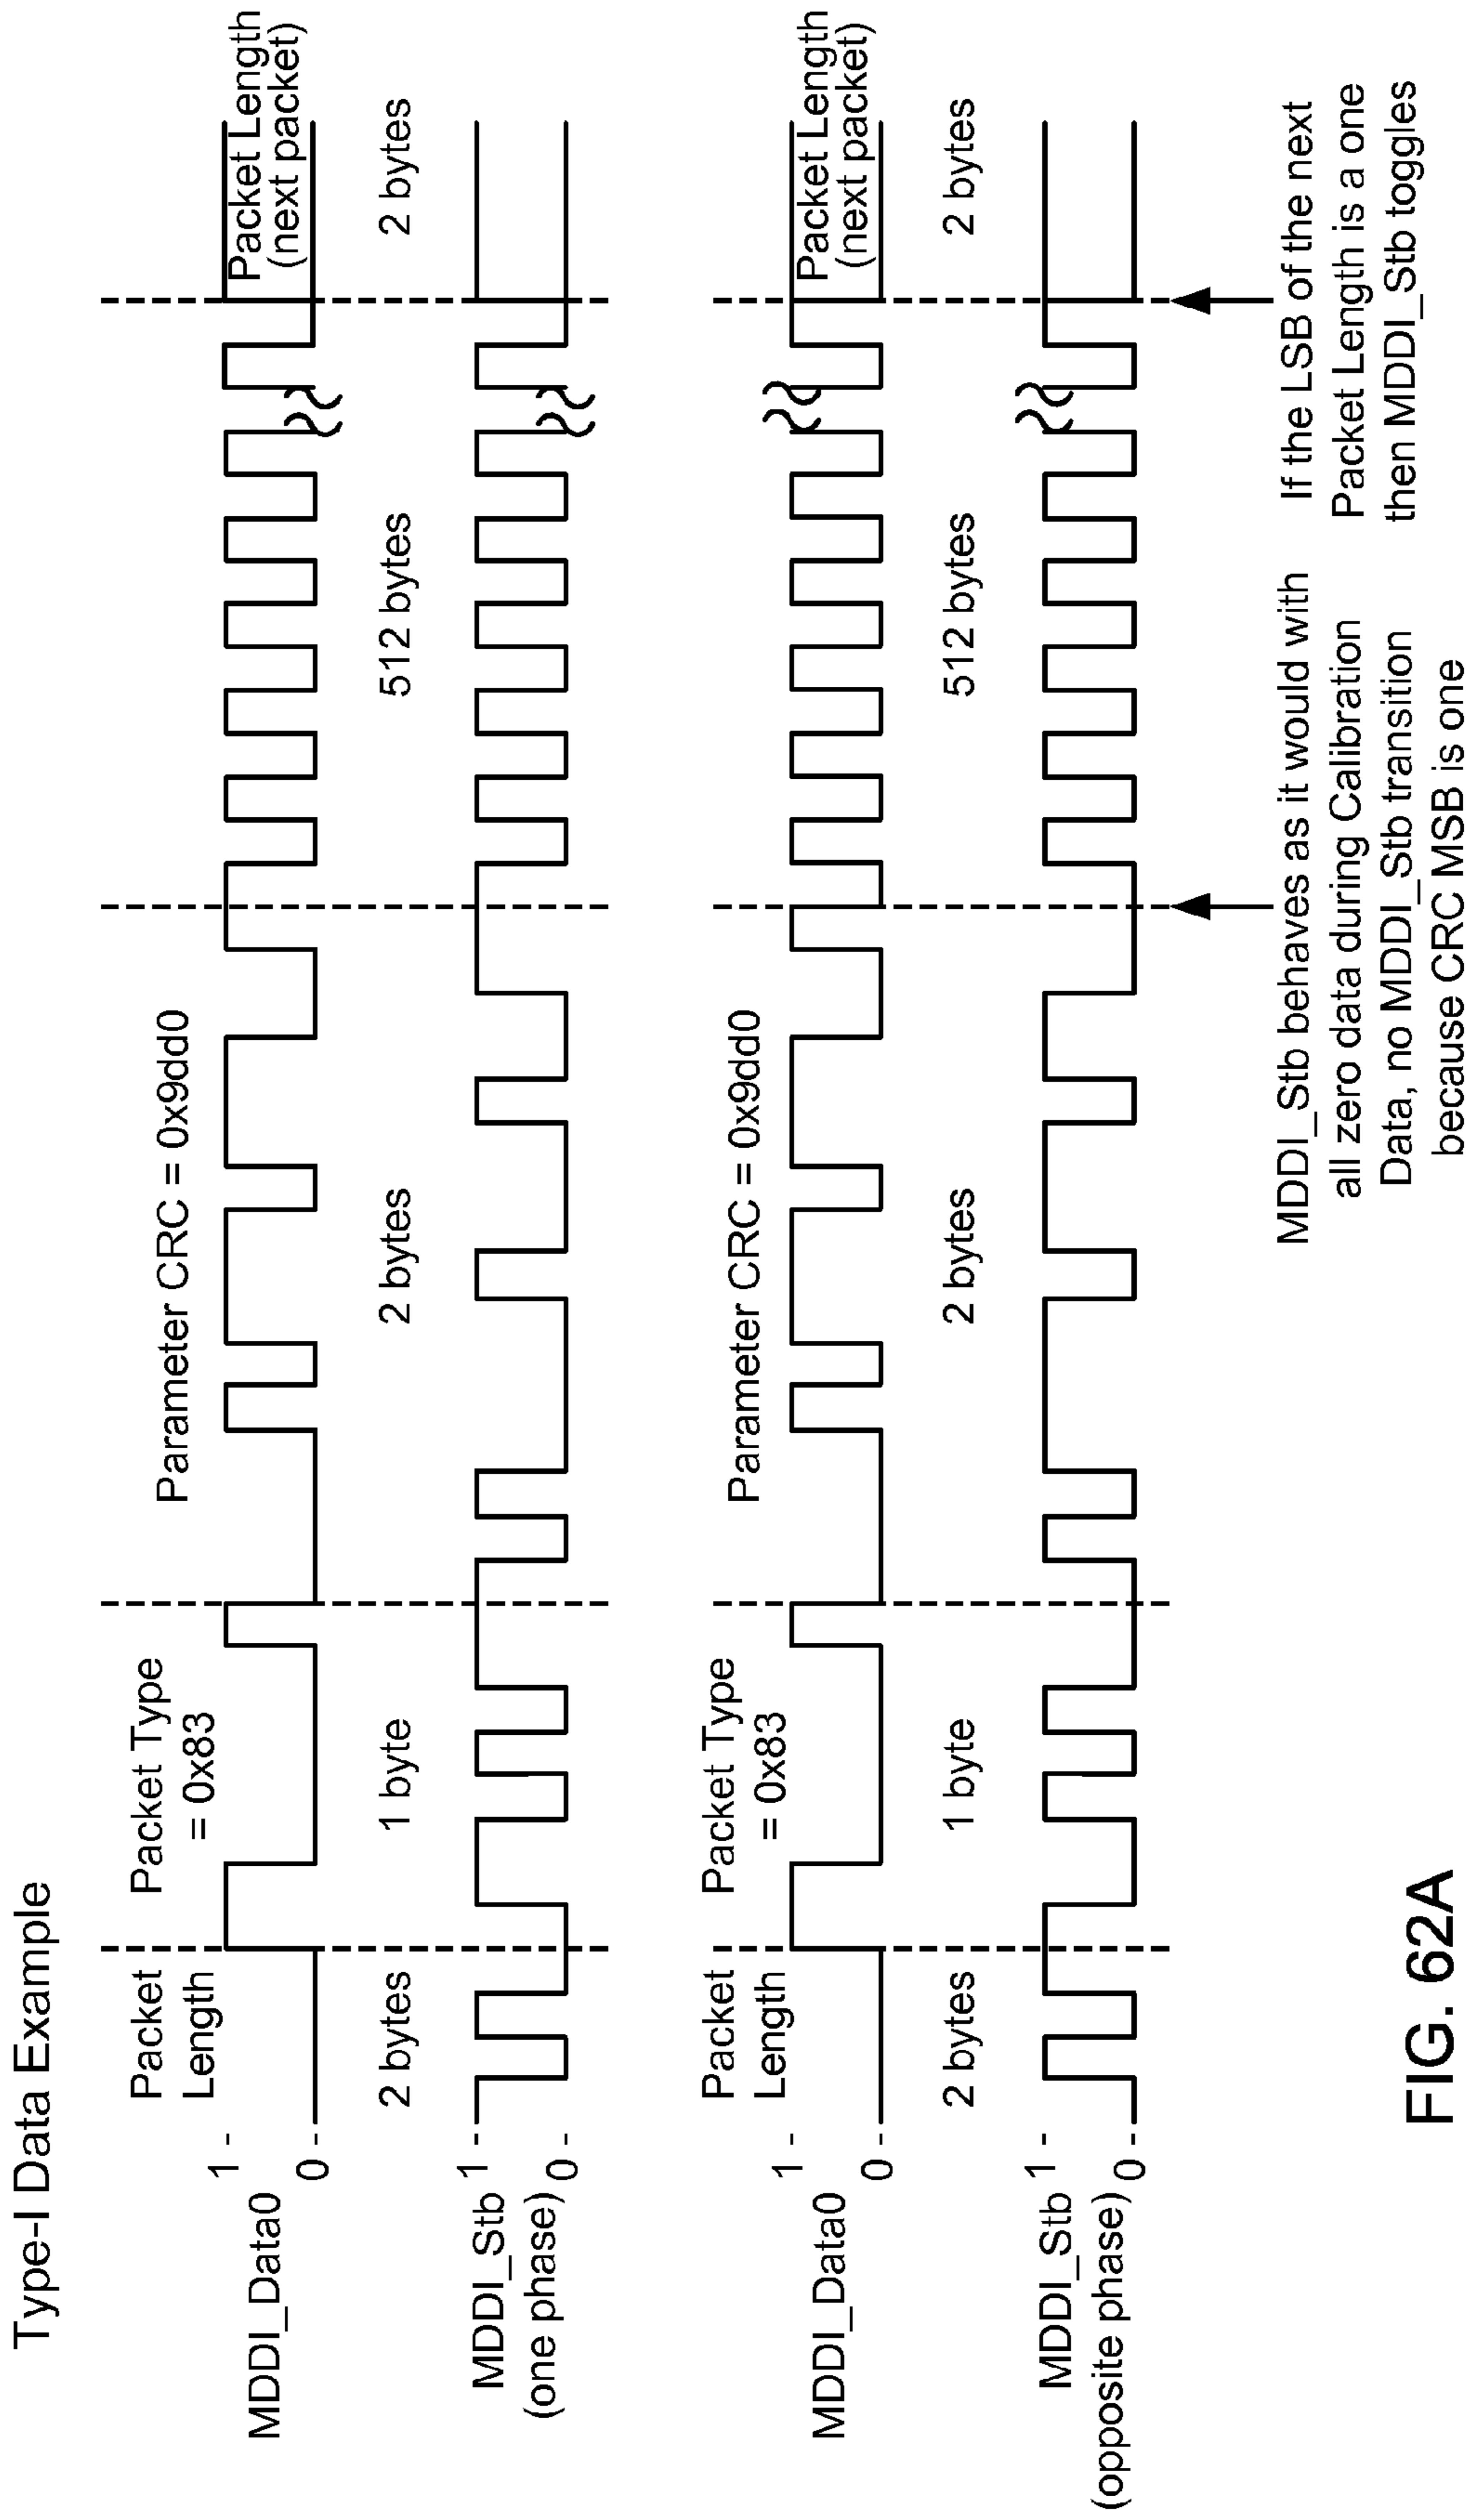 Type-I Data Example
Packet
Length
Packet Type
= 0x83
Parameter CRC = 0x9dd0
Packet Length
(next packet)
MDDI_Data0
1
0
2 bytes
1 byte
2 bytes
512 bytes
2 bytes
MDDI_Stb
(one phase)
1
0
Packet
Length
Packet Type
= 0x83
Parameter CRC = 0x9dd0
Packet Length
(next packet)
MDDI_Data0
1
0
2 bytes
1 byte
2 bytes
512 bytes
2 bytes
MDDI_Stb
(opposite phase)
1
0
MDDI_Stb behaves as it would with
all zero data during Calibration
Data, no MDDI_Stb transition
because CRC MSB is one
If the LSB of the next
Packet Length is a one
then MDDI_Stb toggles
FIG. 62A